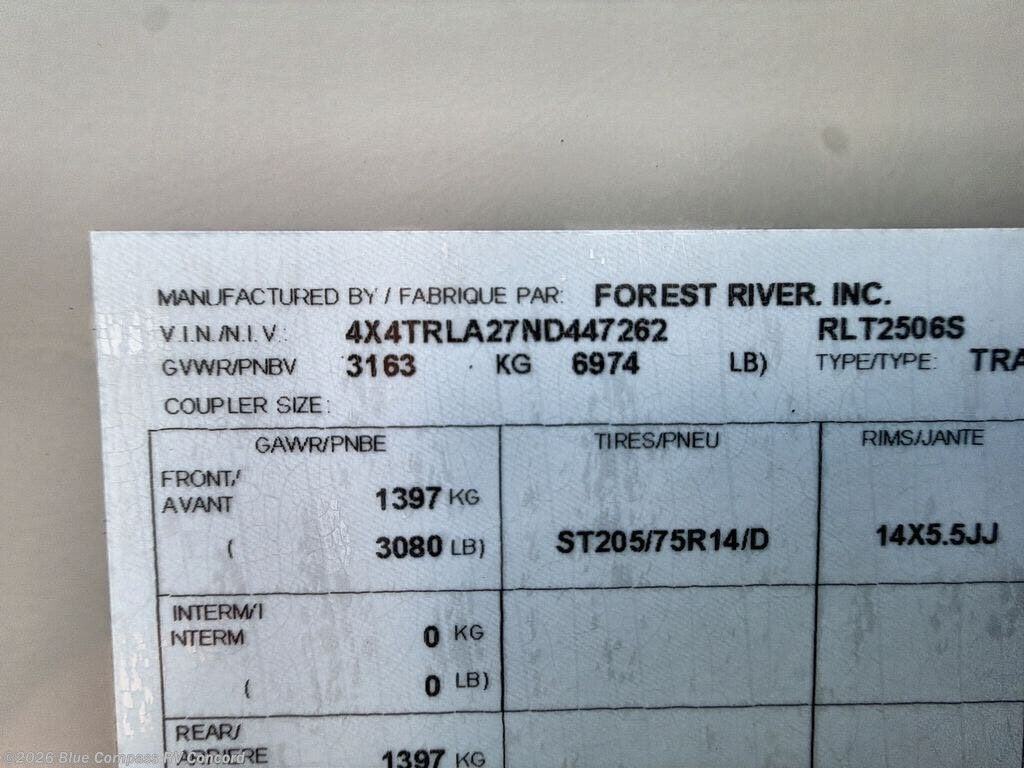 MANUFACTURED BY / FABRIQUE PAR: FOREST RIVER. INC.
V.I.N./N.I.V.: 4X4TRLA27ND447262 RLT2506S
GVWR/PNBV 3163 KG 6974 LB) TYPE/TYPE: TRA
COUPLER SIZE:
GAWR/PNBE TIRES/PNEU RIMS/JANTE
FRONT/
AVANT 1397 KG
( 3080 LB) ST205/75R14/D 14X5.5JJ
INTERM/I
NTERM 0 KG
( 0 LB)
REAR/
ARRIERE 1397 KG
©2026 Blue Compass RV Concord